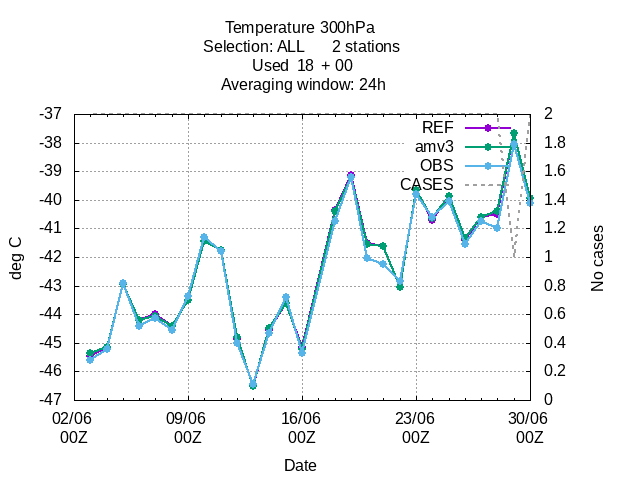 Temperature 300hPa
Selection: ALL 2 stations
Used 18 + 00
Averaging window: 24h
-37
-38
-39
-40
-41
-42
-43
-44
-45
-46
-47
deg C
REF
amv3
OBS
CASES
2
1.8
1.6
1.4
1.2
1
0.8
0.6
0.4
0.2
0
No cases
02/06 09/06 16/06 23/06 30/06
00Z 00Z 00Z 00Z 00Z
Date